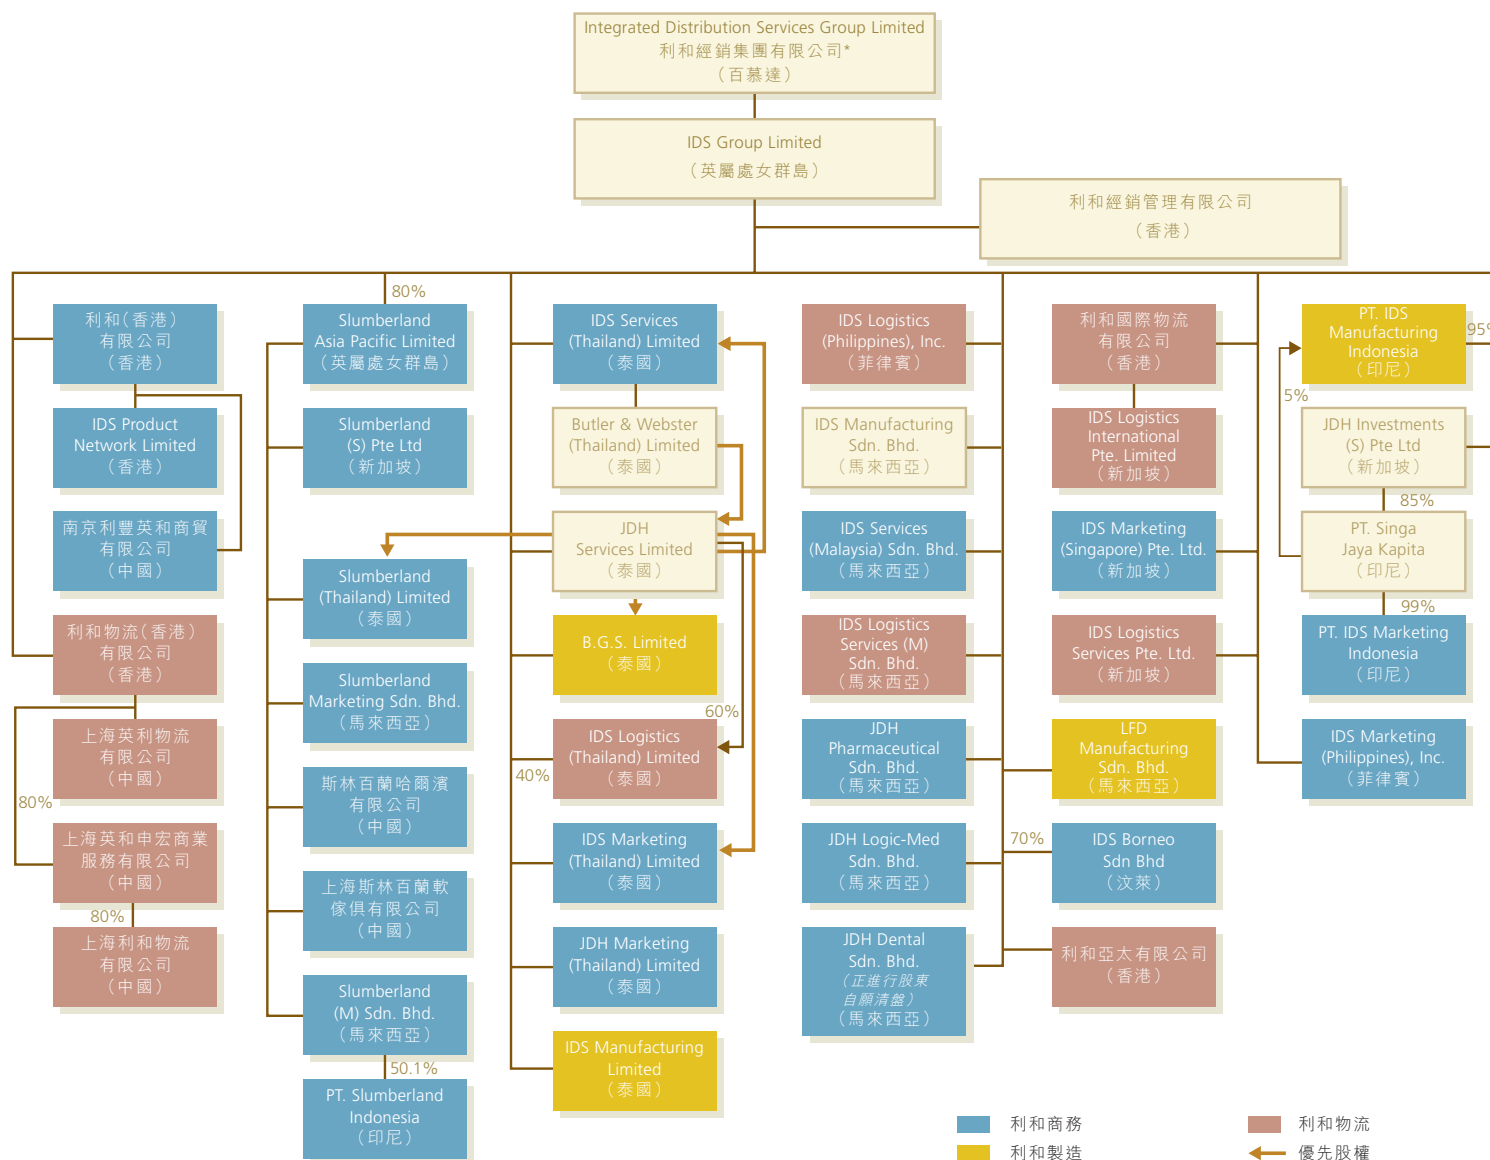 Integrated Distribution Services Group Limited
利和經銷集團有限公司*
（百慕達）
IDS Group Limited
（英屬處女群島）
利和經銷管理有限公司
（香港）
利和（香港）
有限公司
（香港）
IDS Product
Network Limited
（香港）
南京利豐英和商貿
有限公司
（中國）
利和物流（香港）
有限公司
（香港）
上海英利物流
有限公司
（中國）
80%
上海英和申宏商業
服務有限公司
（中國）
80%
上海利和物流
有限公司
（中國）
80%
Slumberland
Asia Pacific Limited
（英屬處女群島）
Slumberland
(S) Pte Ltd
（新加坡）
Slumberland
(Thailand) Limited
（泰國）
Slumberland
Marketing Sdn. Bhd.
（馬來西亞）
斯林百蘭哈爾濱
有限公司
（中國）
上海斯林百蘭軟
傢俱有限公司
（中國）
Slumberland
(M) Sdn. Bhd.
（馬來西亞）
50.1%
PT. Slumberland
Indonesia
（印尼）
IDS Services
(Thailand) Limited
（泰國）
Butler & Webster
(Thailand) Limited
（泰國）
JDH
Services Limited
（泰國）
B.G.S. Limited
（泰國）
60%
IDS Logistics
(Thailand) Limited
（泰國）
40%
IDS Marketing
(Thailand) Limited
（泰國）
JDH Marketing
(Thailand) Limited
（泰國）
IDS Manufacturing
Limited
（泰國）
IDS Logistics
(Philippines), Inc.
（菲律賓）
IDS Manufacturing
Sdn. Bhd.
（馬來西亞）
IDS Services
(Malaysia) Sdn. Bhd.
（馬來西亞）
IDS Logistics
Services (M)
Sdn. Bhd.
（馬來西亞）
JDH
Pharmaceutical
Sdn. Bhd.
（馬來西亞）
JDH Logic-Med
Sdn. Bhd.
（馬來西亞）
JDH Dental
Sdn. Bhd.
（正進行股東
自願清盤）
（馬來西亞）
利和國際物流
有限公司
（香港）
IDS Logistics
International
Pte. Limited
（新加坡）
IDS Marketing
(Singapore) Pte. Ltd.
（新加坡）
IDS Logistics
Services Pte. Ltd.
（新加坡）
LFD
Manufacturing
Sdn. Bhd.
（馬來西亞）
70%
IDS Borneo
Sdn Bhd
（汶萊）
利和亞太有限公司
（香港）
PT. IDS
Manufacturing
Indonesia
（印尼）
95%
5%
JDH Investments
(S) Pte Ltd
（新加坡）
85%
PT. Singa
Jaya Kapita
（印尼）
99%
PT. IDS Marketing
Indonesia
（印尼）
IDS Marketing
(Philippines), Inc.
（菲律賓）
利和商務
利和物流
利和製造
優先股權